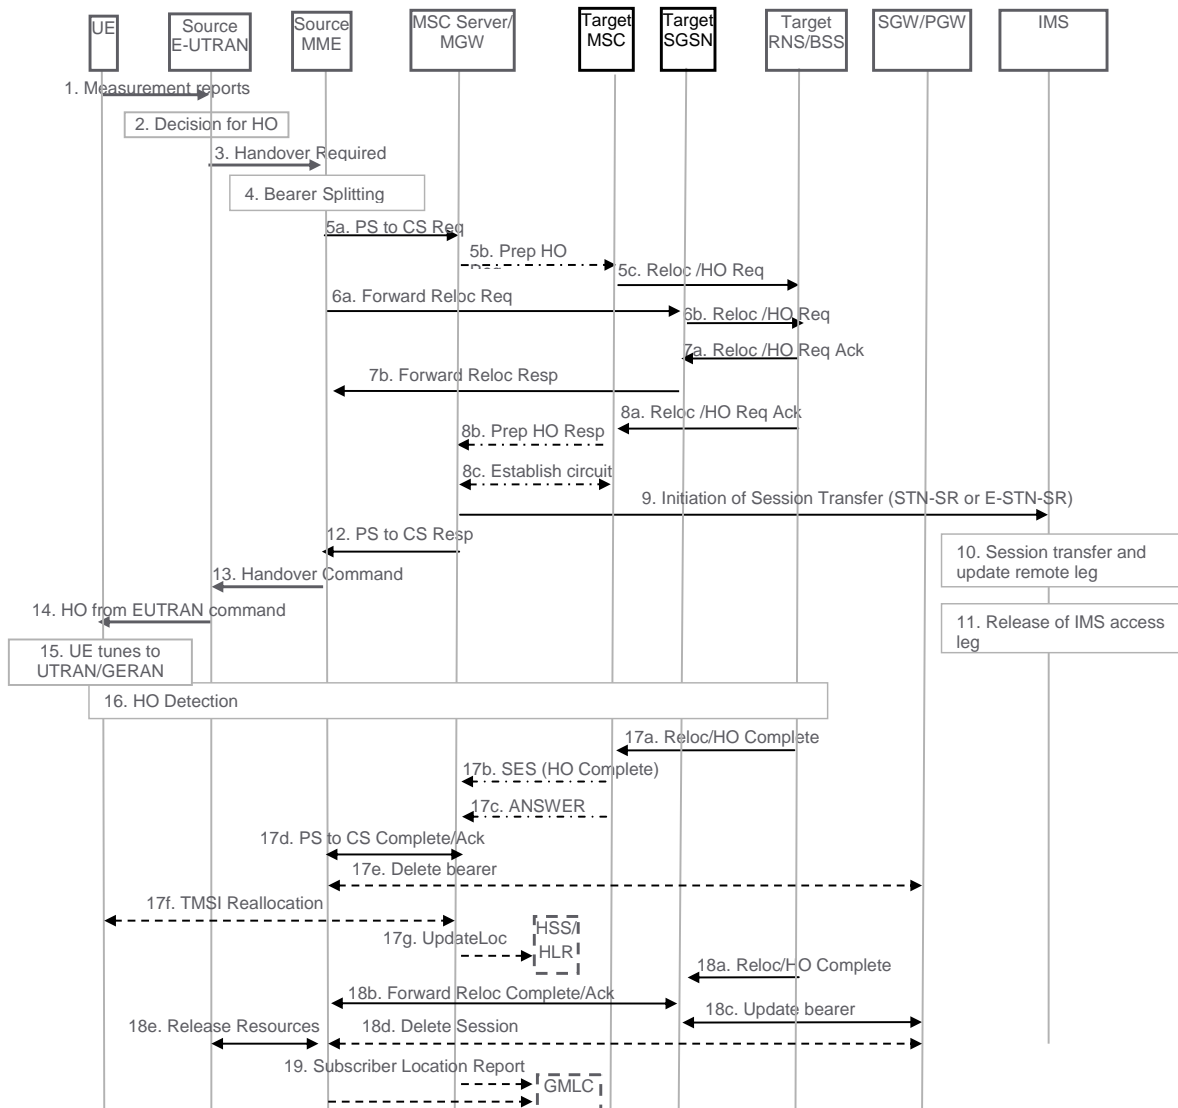 UE
Source
E-UTRAN
Source
MME
MSC Server/
MGW
Target
MSC
Target
SGSN
Target
RNS/BSS
SGW/PGW
IMS
1. Measurement reports
2. Decision for HO
3. Handover Required
4. Bearer Splitting
5a. PS to CS Req
5b. Prep HO
5c. Reloc /HO Req
6a. Forward Reloc Req
6b. Reloc /HO Req
7a. Reloc /HO Req Ack
7b. Forward Reloc Resp
8a. Reloc /HO Req Ack
8b. Prep HO Resp
8c. Establish circuit
9. Initiation of Session Transfer (STN-SR or E-STN-SR)
12. PS to CS Resp
10. Session transfer and
update remote leg
13. Handover Command
14. HO from EUTRAN command
11. Release of IMS access
leg
15. UE tunes to
UTRAN/GERAN
16. HO Detection
17a. Reloc/HO Complete
17b. SES (HO Complete)
17c. ANSWER
17d. PS to CS Complete/Ack
17e. Delete bearer
17f. TMSI Reallocation
17g. UpdateLoc
HSS/
HLR
18a. Reloc/HO Complete
18b. Forward Reloc Complete/Ack
18c. Update bearer
18e. Release Resources
18d. Delete Session
19. Subscriber Location Report
GMLC